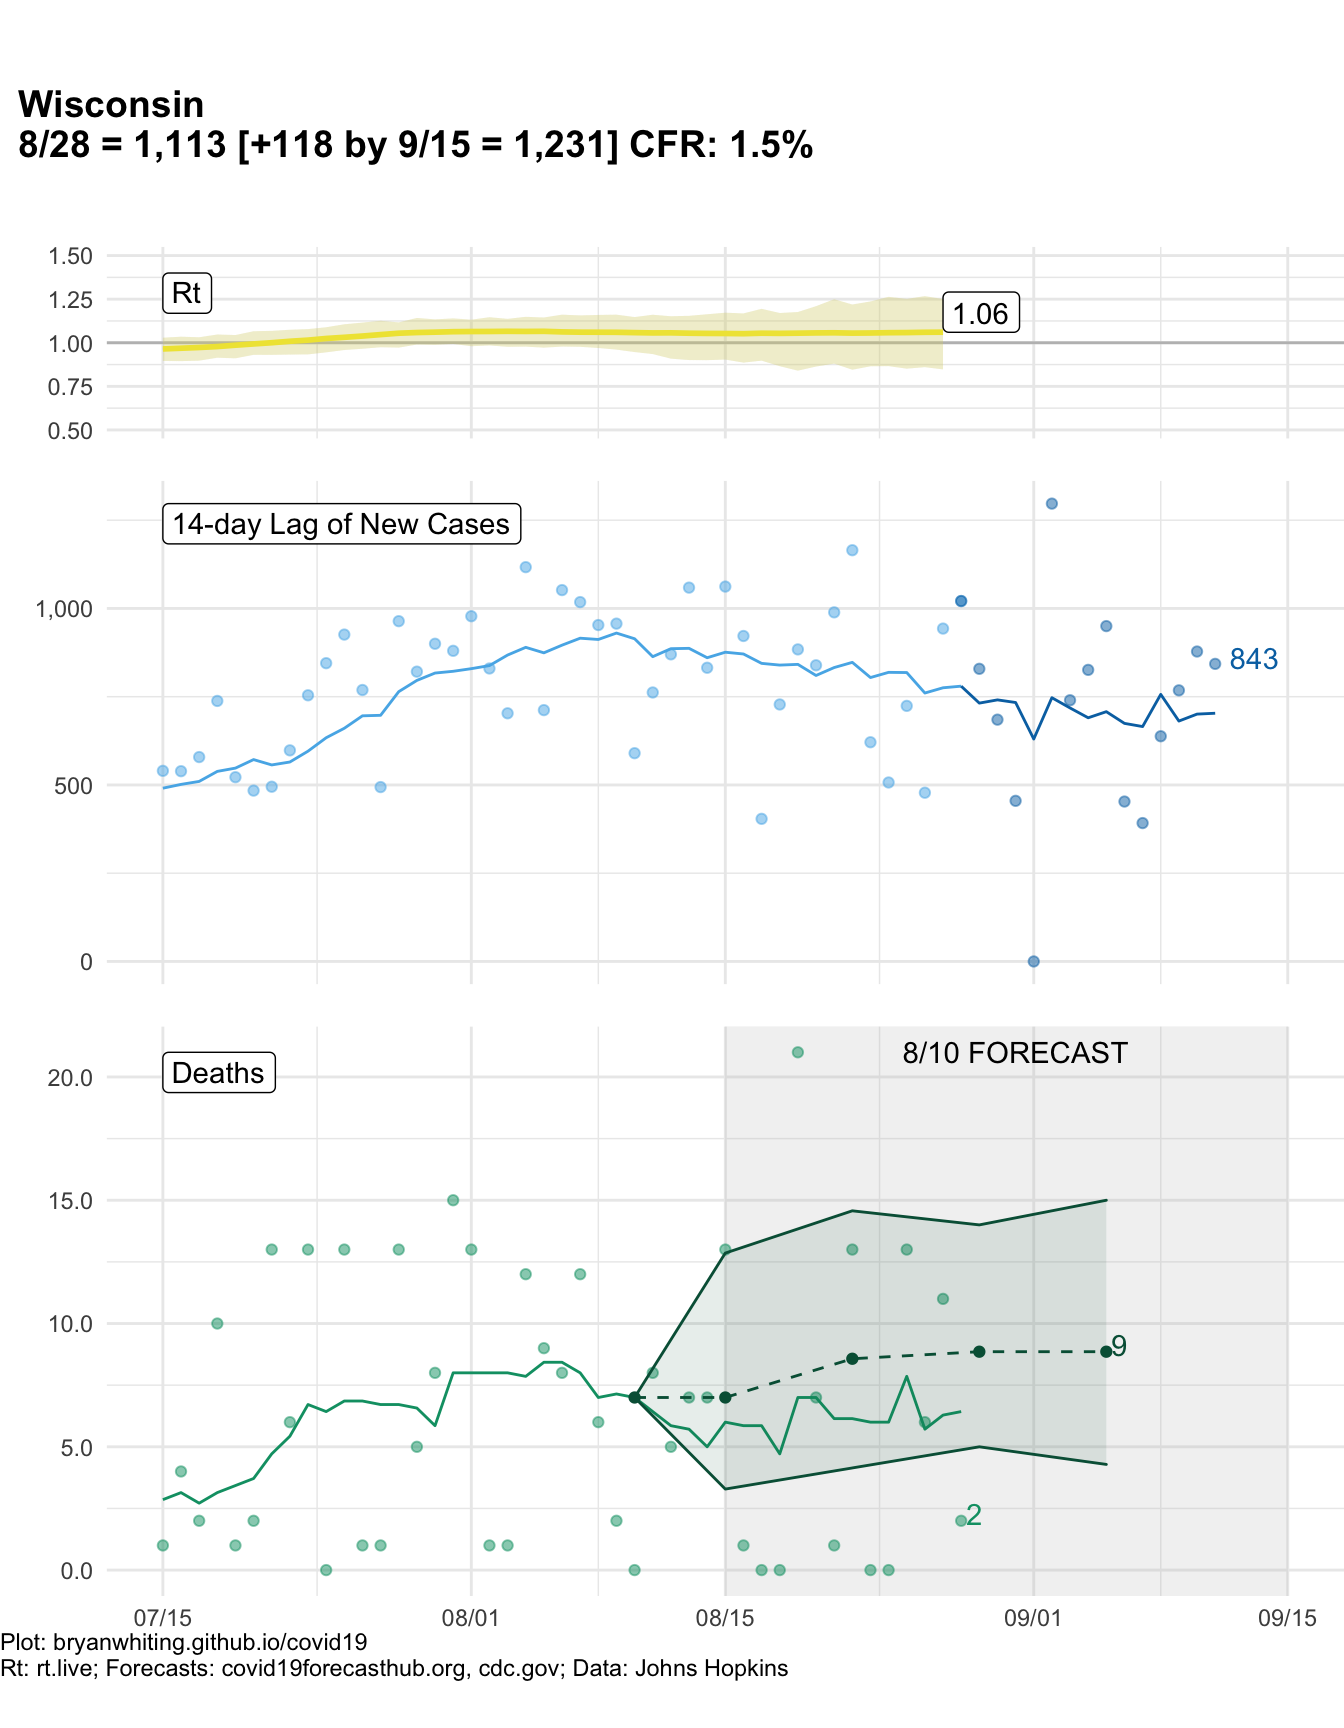 Wisconsin
8/28 = 1,113 [+118 by 9/15 = 1,231] CFR: 1.5%
1.50
1.25
1.00
0.75
0.50
Rt
1.06
14-day Lag of New Cases
1,000
500
0
843
Deaths
8/10 FORECAST
20.0
15.0
10.0
5.0
0.0
9
2
07/15
08/01
08/15
09/01
09/15
Plot: bryanwhiting.github.io/covid19
Rt: rt.live; Forecasts: covid19forecasthub.org, cdc.gov; Data: Johns Hopkins